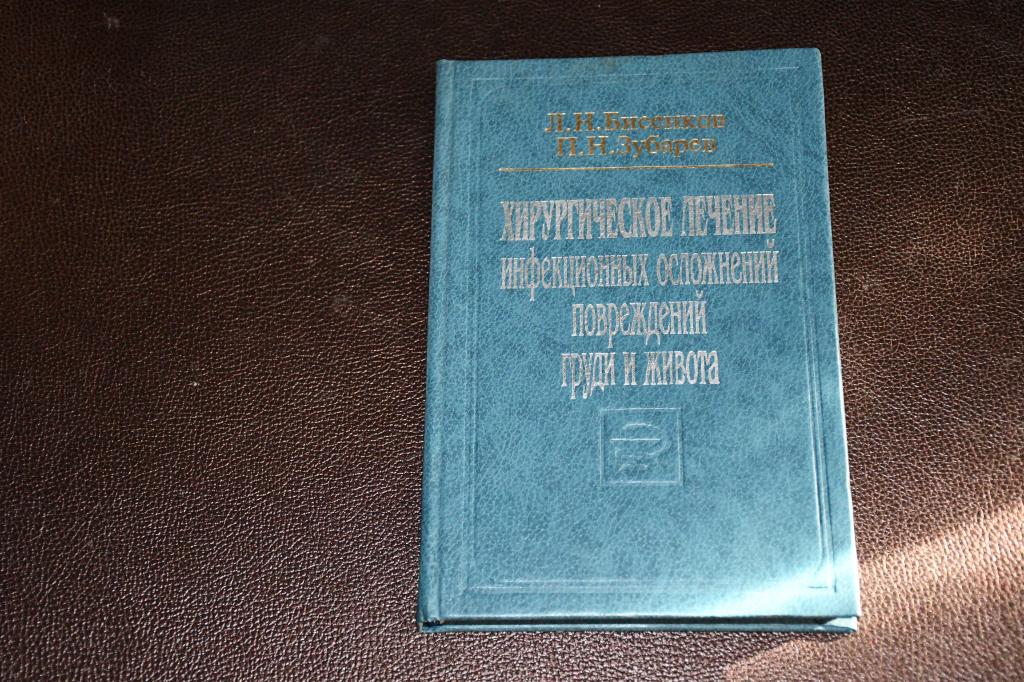 Л.Н.Бисенков
П.Н.Зубарев
ХИРУРГИЧЕСКОЕ ЛЕЧЕНИЕ
ИНФЕКЦИОННЫХ ОСЛОЖНЕНИЙ
ПОВРЕЖДЕНИЙ
ГРУДИ И ЖИВОТА